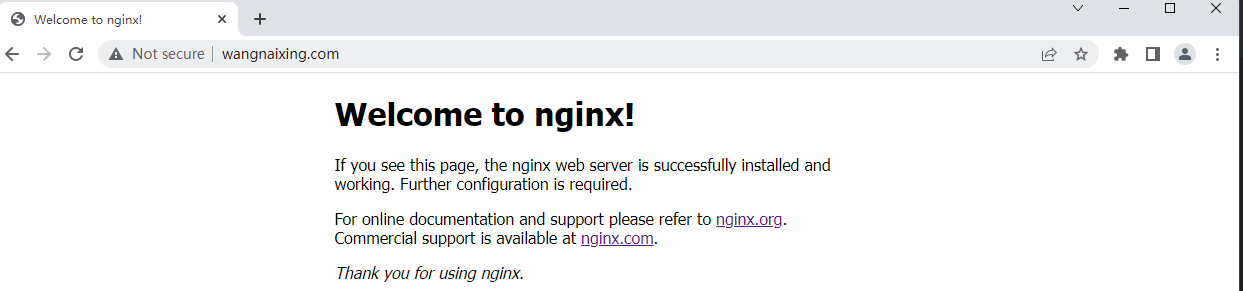 Welcome to nginx!
Not secure wangnaixing.com
Welcome to nginx!
If you see this page, the nginx web server is successfully installed and
working. Further configuration is required.
For online documentation and support please refer to nginx.org.
Commercial support is available at nginx.com.
Thank you for using nginx.